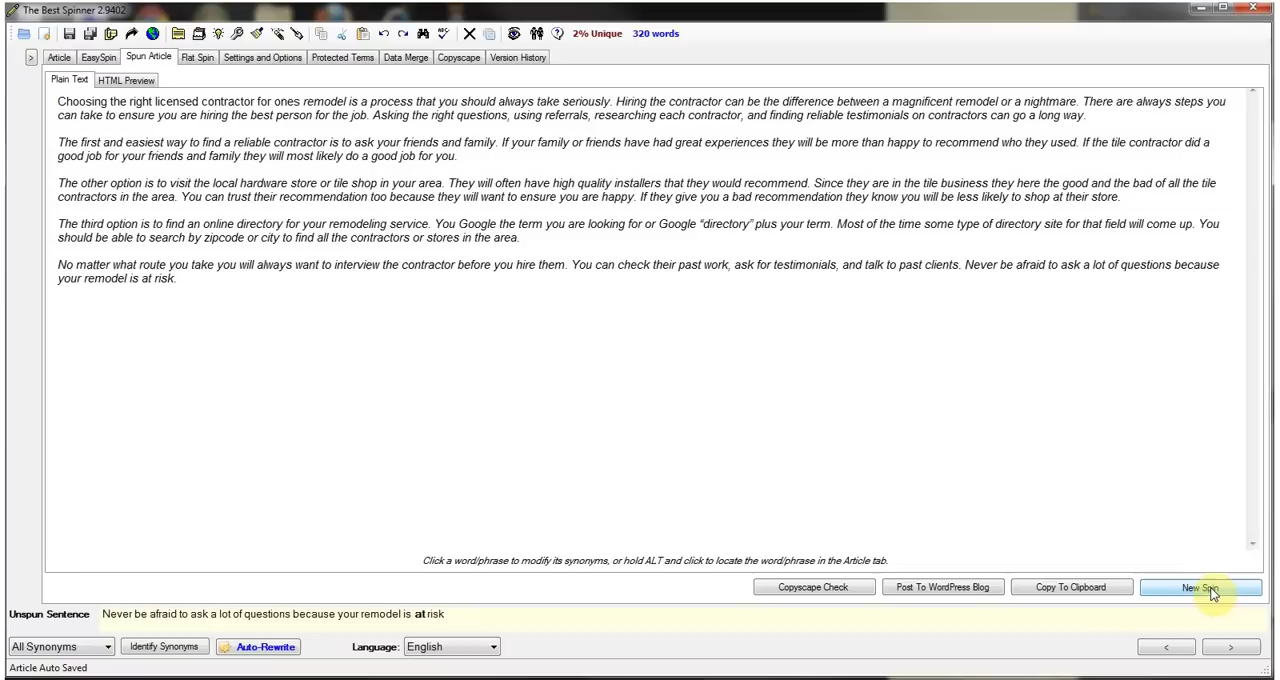 The Best Spinner 2.9402
2% Unique 320 words
> Article EasySpin Spun Article Flat Spin Settings and Options Protected Terms Data Merge Copyscape Version History
Plain Text HTML Preview
Choosing the right licensed contractor for ones remodel is a process that you should always take seriously. Hiring the contractor can be the difference between a magnificent remodel or a nightmare. There are always steps you
can take to ensure you are hiring the best person for the job. Asking the right questions, using referrals, researching each contractor, and finding reliable testimonials on contractors can go a long way.
The first and easiest way to find a reliable contractor is to ask your friends and family. If your family or friends have had great experiences they will be more than happy to recommend who they used. If the tile contractor did a
good job for your friends and family they will most likely do a good job for you.
The other option is to visit the local hardware store or tile shop in your area. They will often have high quality installers that they would recommend. Since they are in the tile business they here the good and the bad of all the tile
contractors in the area. You can trust their recommendation too because they will want to ensure you are happy. If they give you a bad recommendation they know you will be less likely to shop at their store.
The third option is to find an online directory for your remodeling service. You Google the term you are looking for or Google “directory” plus your term. Most of the time some type of directory site for that field will come up. You
should be able to search by zipcode or city to find all the contractors or stores in the area.
No matter what route you take you will always want to interview the contractor before you hire them. You can check their past work, ask for testimonials, and talk to past clients. Never be afraid to ask a lot of questions because
your remodel is at risk.
Click a word/phrase to modify its synonyms, or hold ALT and click to locate the word/phrase in the Article tab.
Copyscape Check Post To WordPress Blog Copy To Clipboard New Spin
Unspun Sentence Never be afraid to ask a lot of questions because your remodel is at risk
All Synonyms Identify Synonyms Auto-Rewrite Language: English < >
Article Auto Saved